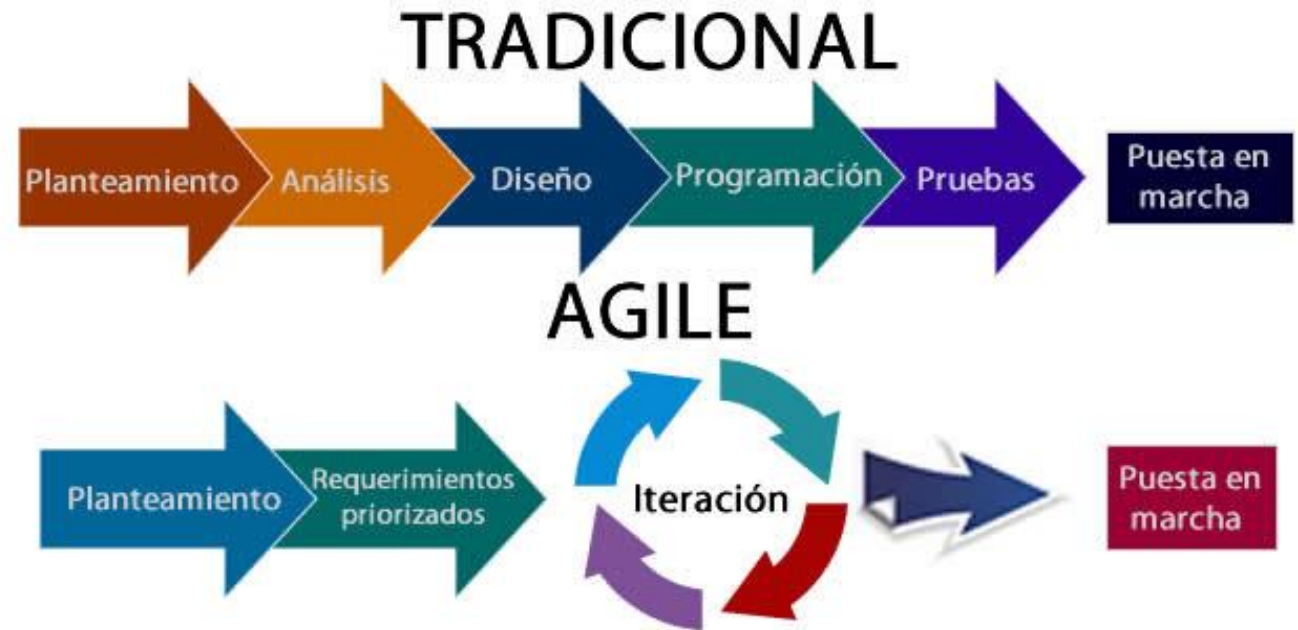 TRADICIONAL
Planteamiento
Análisis
Diseño
Programación
Pruebas
Puesta en
marcha
AGILE
Planteamiento
Requerimientos
priorizados
Iteración
Puesta en
marcha